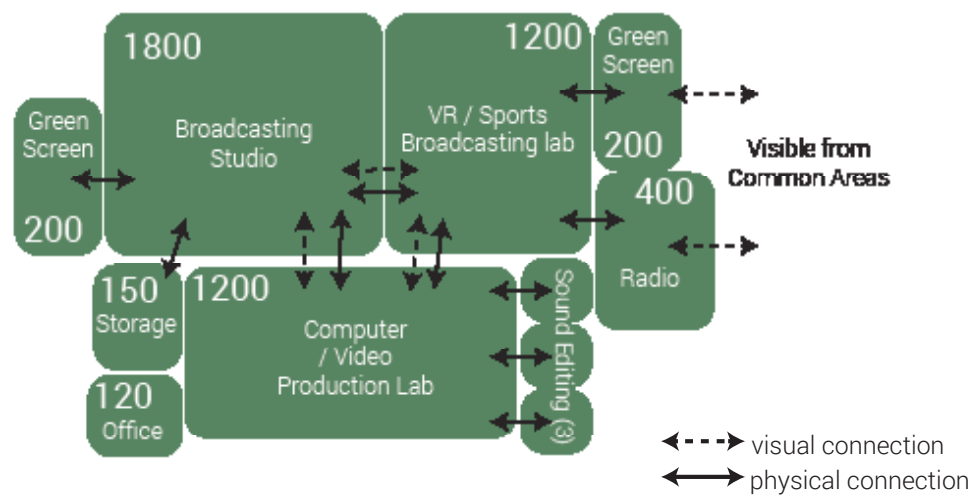 1800
Broadcasting
Studio
1200
VR / Sports
Broadcasting lab
Green
Screen
200
Green
Screen
200
Visible from
Common Areas
400
Radio
150
Storage
1200
Computer
/ Video
Production Lab
Sound Editing (3)
120
Office
visual connection
physical connection